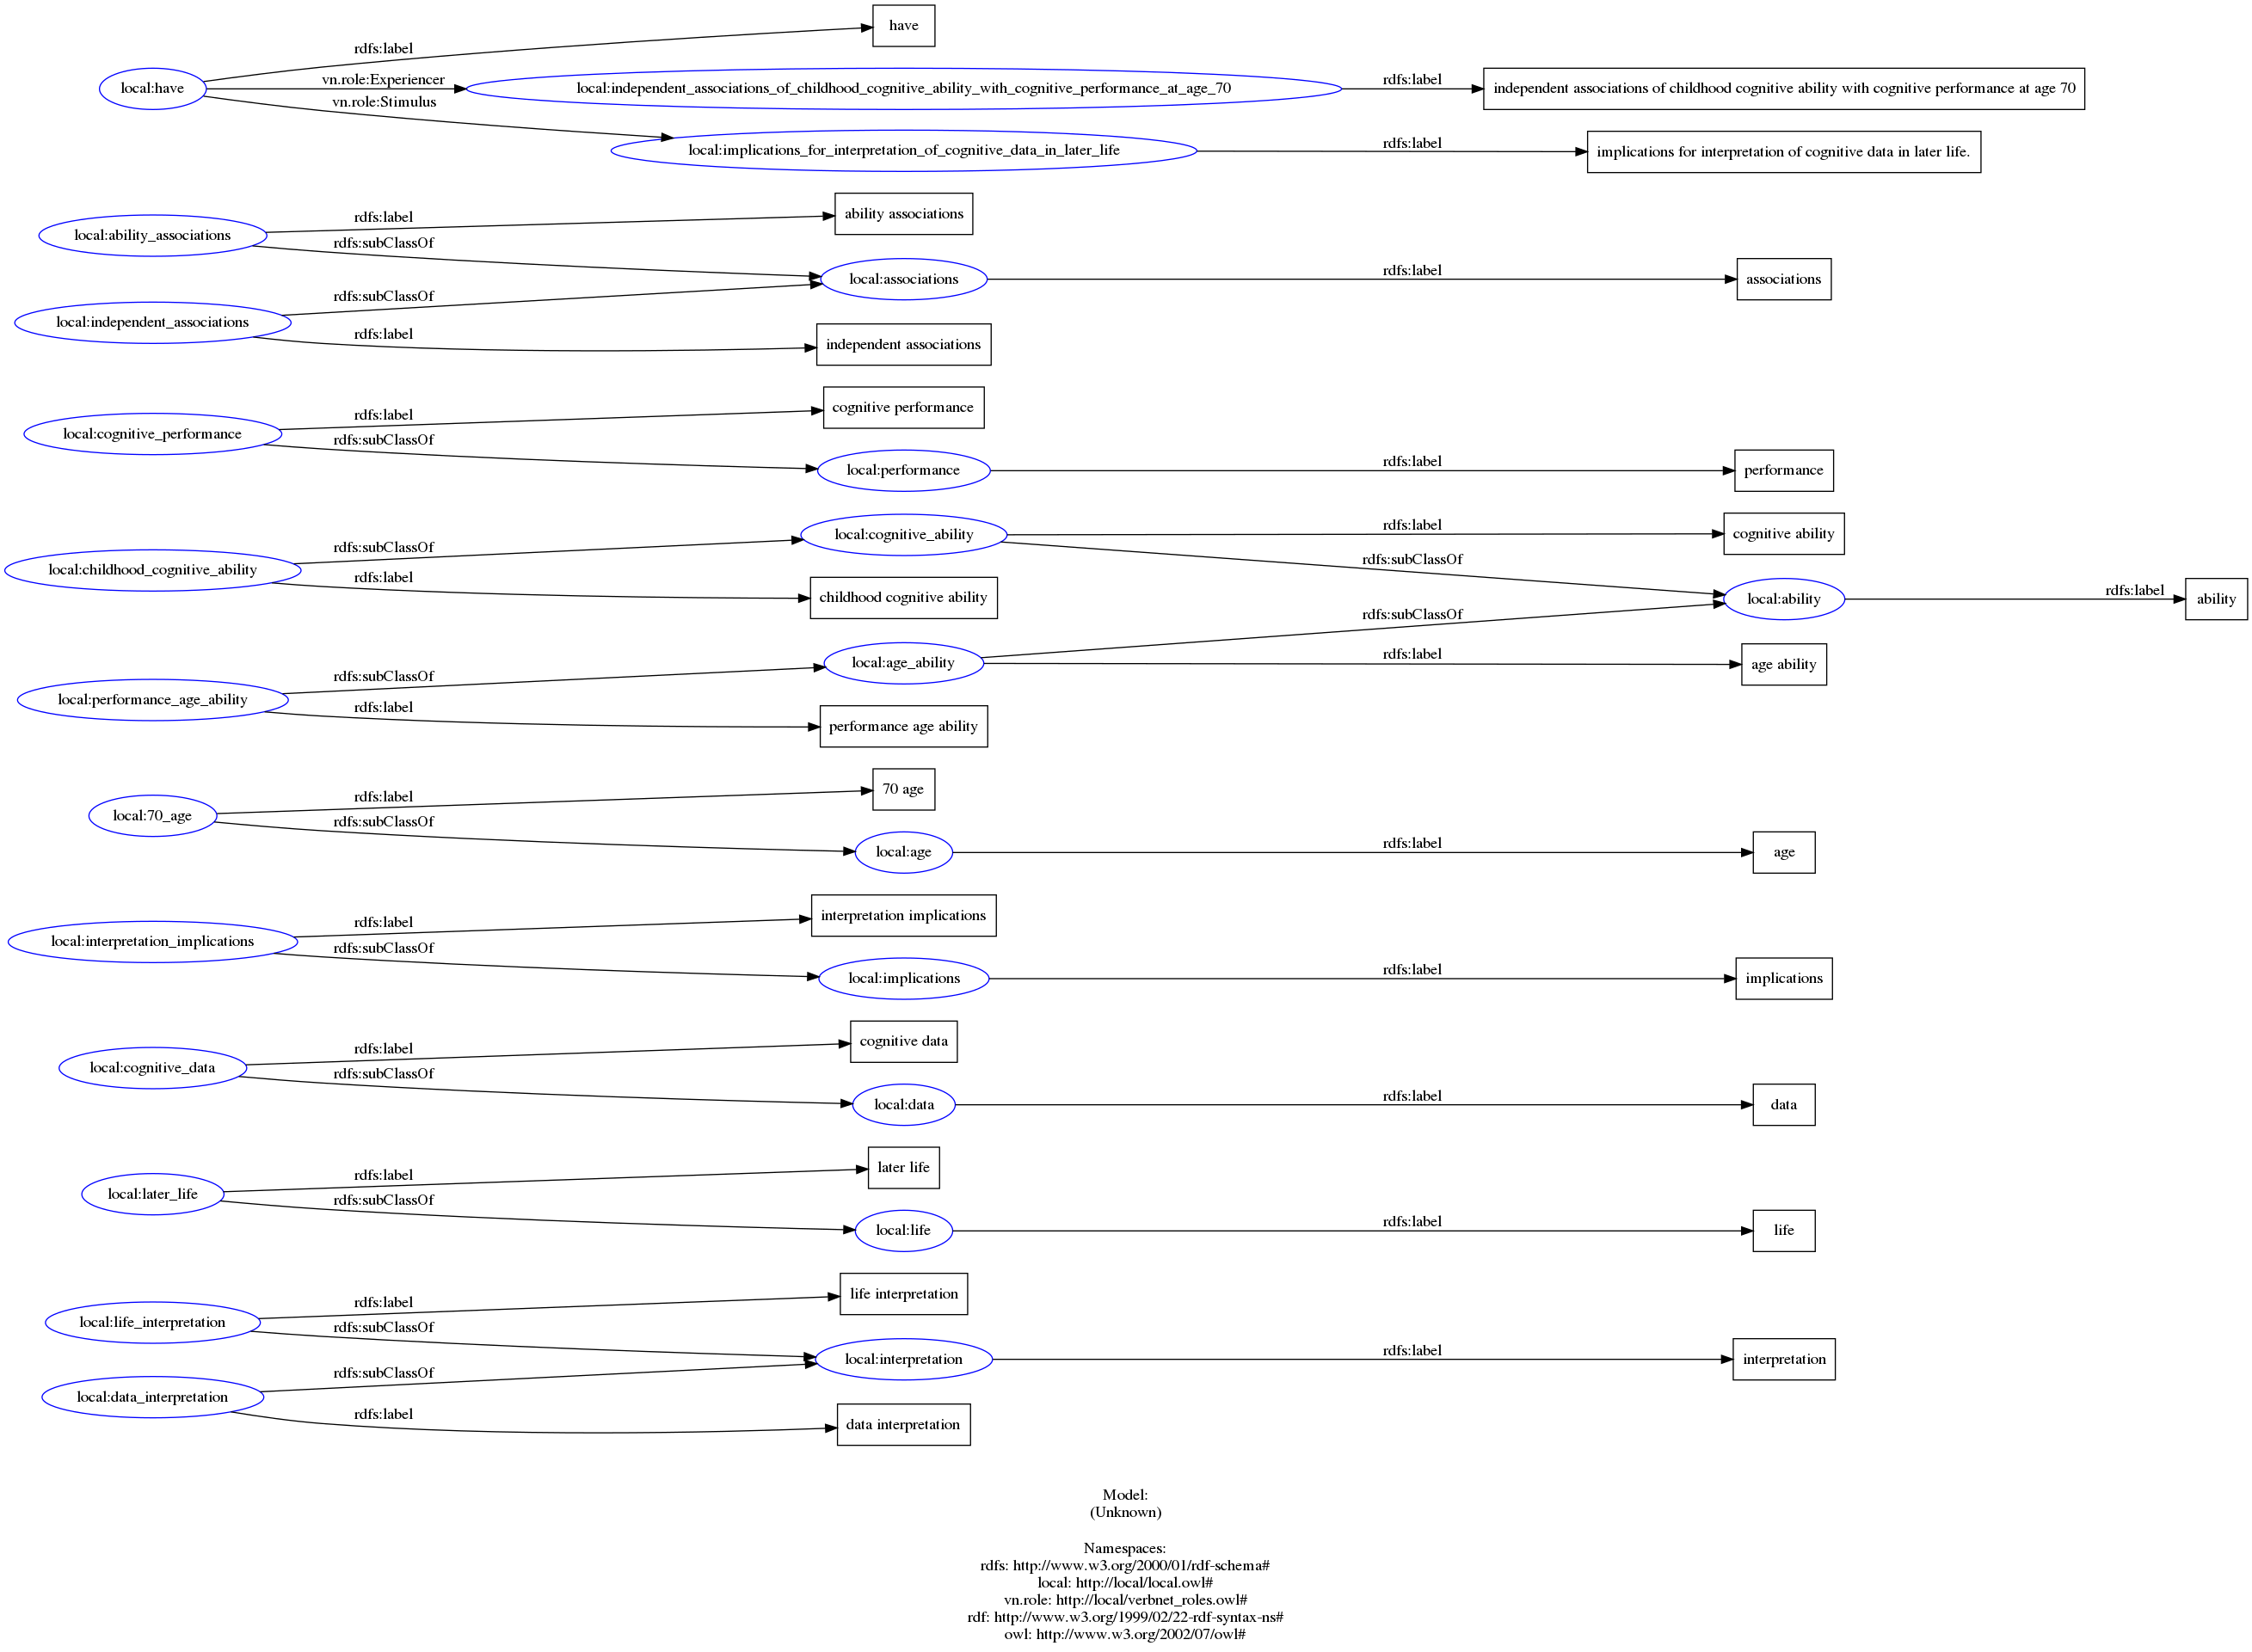 have
rdfs:label
local:have
vn.role:Experiencer
local:independent_associations_of_childhood_cognitive_ability_with_cognitive_performance_at_age_70
rdfs:label
independent associations of childhood cognitive ability with cognitive performance at age 70
vn.role:Stimulus
local:implications_for_interpretation_of_cognitive_data_in_later_life
rdfs:label
implications for interpretation of cognitive data in later life.
local:ability_associations
rdfs:label
ability associations
rdfs:subClassOf
local:associations
rdfs:label
associations
local:independent_associations
rdfs:subClassOf
rdfs:label
independent associations
local:cognitive_performance
rdfs:label
cognitive performance
rdfs:subClassOf
local:performance
rdfs:label
performance
local:childhood_cognitive_ability
rdfs:subClassOf
local:cognitive_ability
rdfs:label
cognitive ability
rdfs:label
childhood cognitive ability
rdfs:subClassOf
local:ability
rdfs:label
ability
local:performance_age_ability
rdfs:subClassOf
local:age_ability
rdfs:subClassOf
rdfs:label
age ability
rdfs:label
performance age ability
local:70_age
rdfs:label
70 age
rdfs:subClassOf
local:age
rdfs:label
age
local:interpretation_implications
rdfs:label
interpretation implications
rdfs:subClassOf
local:implications
rdfs:label
implications
local:cognitive_data
rdfs:label
cognitive data
rdfs:subClassOf
local:data
rdfs:label
data
local:later_life
rdfs:label
later life
rdfs:subClassOf
local:life
rdfs:label
life
local:life_interpretation
rdfs:label
life interpretation
rdfs:subClassOf
local:interpretation
rdfs:label
interpretation
local:data_interpretation
rdfs:subClassOf
rdfs:label
data interpretation
Model:
(Unknown)
Namespaces:
rdfs: http://www.w3.org/2000/01/rdf-schema#
local: http://local/local.owl#
vn.role: http://local/verbnet_roles.owl#
rdf: http://www.w3.org/1999/02/22-rdf-syntax-ns#
owl: http://www.w3.org/2002/07/owl#